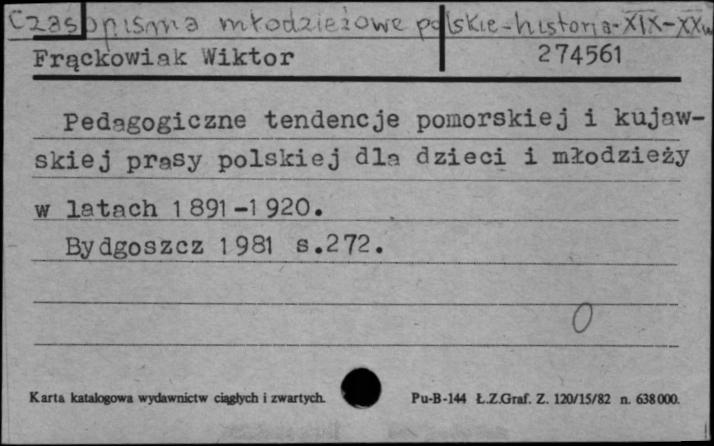 Czasopisma młodzieżowe polskie-historia-XIX-XXw
Frąckowiak Wiktor 274561
Pedagogiczne tendencje pomorskiej i kujaw-
skiej prasy polskiej dla dzieci i młodzieży
w latach 1891-1920.
Bydgoszcz 1981 s.272.
0
Karta katalogowa wydawnictw ciągłych i zwartych. Pu-B-144 Ł.Z.Graf. Z. 120/15/82 n. 638000.